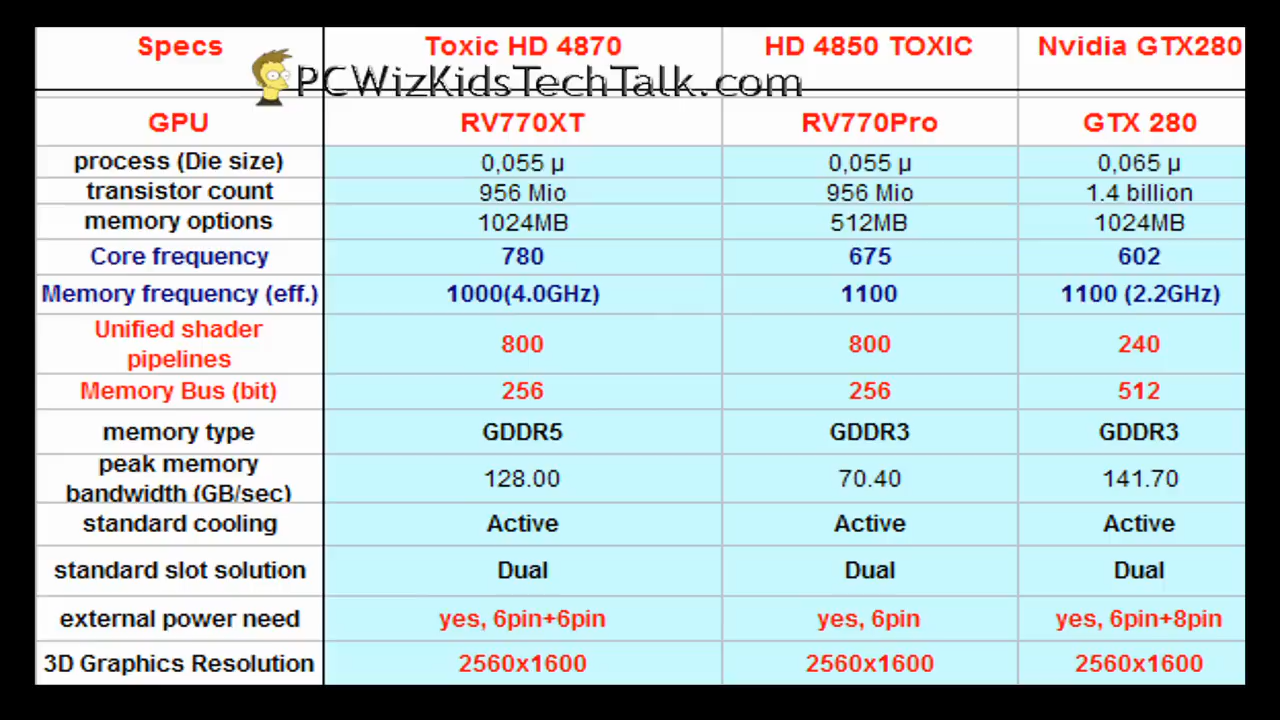 Specs Toxic HD 4870 HD 4850 TOXIC Nvidia GTX280
PCWizKidsTechTalk.com
GPU RV770XT RV770Pro GTX 280
process (Die size) 0,055 µ 0,055 µ 0,065 µ
transistor count 956 Mio 956 Mio 1.4 billion
memory options 1024MB 512MB 1024MB
Core frequency 780 675 602
Memory frequency (eff.) 1000(4.0GHz) 1100 1100 (2.2GHz)
Unified shader
pipelines 800 800 240
Memory Bus (bit) 256 256 512
memory type GDDR5 GDDR3 GDDR3
peak memory
bandwidth (GB/sec) 128.00 70.40 141.70
standard cooling Active Active Active
standard slot solution Dual Dual Dual
external power need yes, 6pin+6pin yes, 6pin yes, 6pin+8pin
3D Graphics Resolution 2560x1600 2560x1600 2560x1600